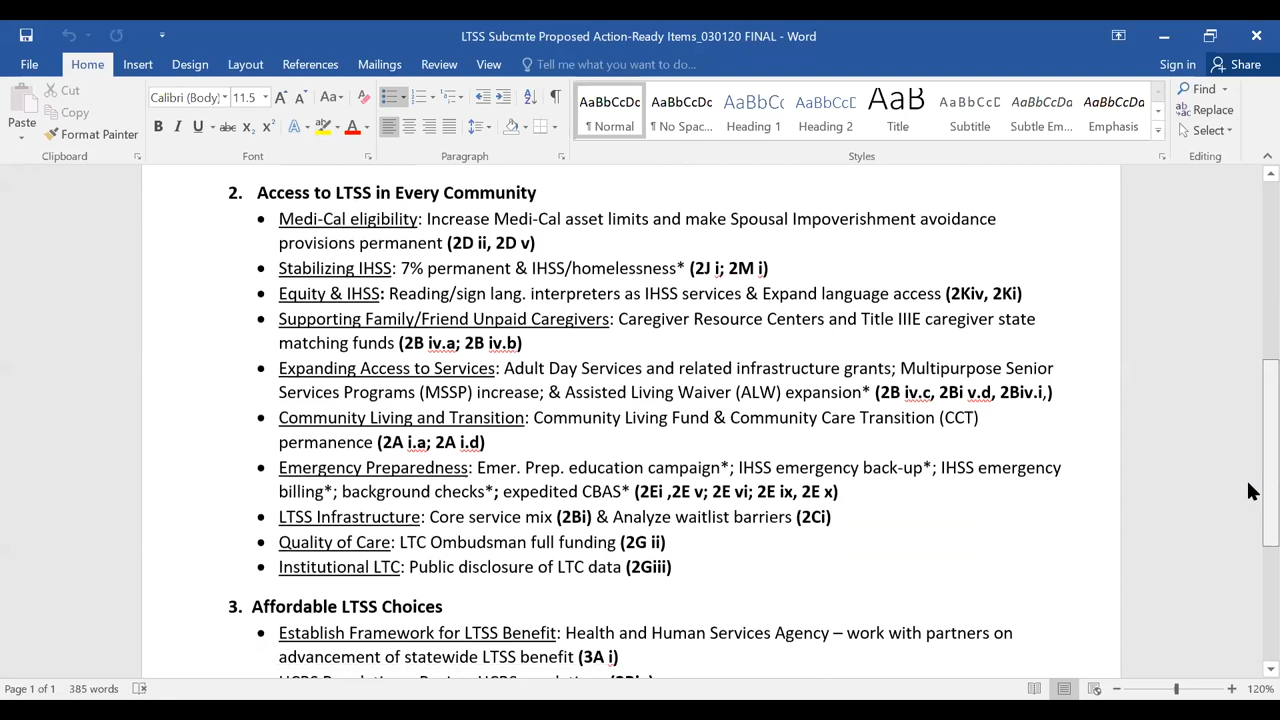 LTSS Subcmte Proposed Action-Ready Items_030120 FINAL - Word
File Home Insert Design Layout References Mailings Review View Tell me what you want to do... Sign in Share
Cut
Copy
Paste
Format Painter
Clipboard
Calibri (Body) 11.5
Font
Paragraph
AaBbCcDc AaBbCcDc AaBbCc AaBbCcD AaB AaBbCcD AaBbCcDa AaBbCcDa
¶ Normal ¶ No Spac... Heading 1 Heading 2 Title Subtitle Subtle Em... Emphasis
Styles
Find
Replace
Select
Editing
2. Access to LTSS in Every Community
• Medi-Cal eligibility: Increase Medi-Cal asset limits and make Spousal Impoverishment avoidance
provisions permanent (2D ii, 2D v)
• Stabilizing IHSS: 7% permanent & IHSS/homelessness* (2J i; 2M i)
• Equity & IHSS: Reading/sign lang. interpreters as IHSS services & Expand language access (2Kiv, 2Ki)
• Supporting Family/Friend Unpaid Caregivers: Caregiver Resource Centers and Title IIIE caregiver state
matching funds (2B iv.a; 2B iv.b)
• Expanding Access to Services: Adult Day Services and related infrastructure grants; Multipurpose Senior
Services Programs (MSSP) increase; & Assisted Living Waiver (ALW) expansion* (2B iv.c, 2Bi v.d, 2Biv.i,)
• Community Living and Transition: Community Living Fund & Community Care Transition (CCT)
permanence (2A i.a; 2A i.d)
• Emergency Preparedness: Emer. Prep. education campaign*; IHSS emergency back-up*; IHSS emergency
billing*; background checks*; expedited CBAS* (2Ei ,2E v; 2E vi; 2E ix, 2E x)
• LTSS Infrastructure: Core service mix (2Bi) & Analyze waitlist barriers (2Ci)
• Quality of Care: LTC Ombudsman full funding (2G ii)
• Institutional LTC: Public disclosure of LTC data (2Giii)
3. Affordable LTSS Choices
• Establish Framework for LTSS Benefit: Health and Human Services Agency – work with partners on
advancement of statewide LTSS benefit (3A i)
Page 1 of 1 385 words 120%